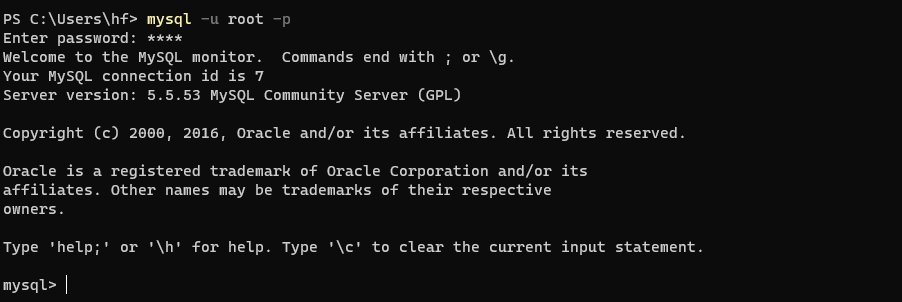 PS C:\Users\hf> mysql -u root -p
Enter password: ****
Welcome to the MySQL monitor.  Commands end with ; or \g.
Your MySQL connection id is 7
Server version: 5.5.53 MySQL Community Server (GPL)
Copyright (c) 2000, 2016, Oracle and/or its affiliates. All rights reserved.
Oracle is a registered trademark of Oracle Corporation and/or its
affiliates. Other names may be trademarks of their respective
owners.
Type 'help;' or '\h' for help. Type '\c' to clear the current input statement.
mysql>